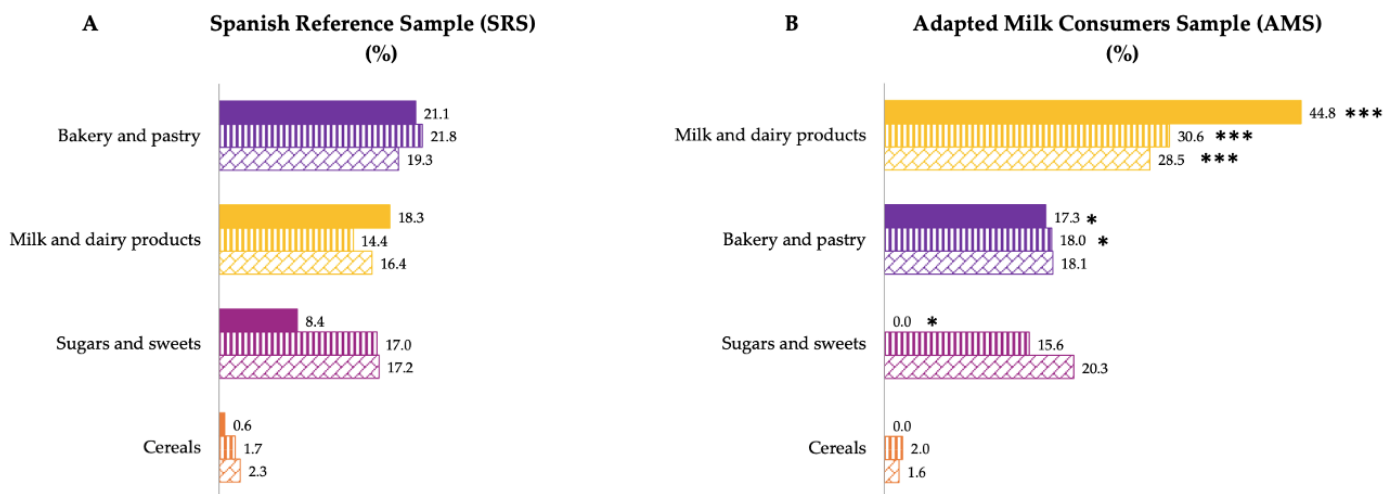 A Spanish Reference Sample (SRS)
(%)
Bakery and pastry
21.1
21.8
19.3
Milk and dairy products
18.3
14.4
16.4
Sugars and sweets
8.4
17.0
17.2
Cereals
0.6
1.7
2.3
B Adapted Milk Consumers Sample (AMS)
(%)
Milk and dairy products
44.8 ***
30.6 ***
28.5 ***
Bakery and pastry
17.3 *
18.0 *
18.1
Sugars and sweets
0.0 *
15.6
20.3
Cereals
0.0
2.0
1.6